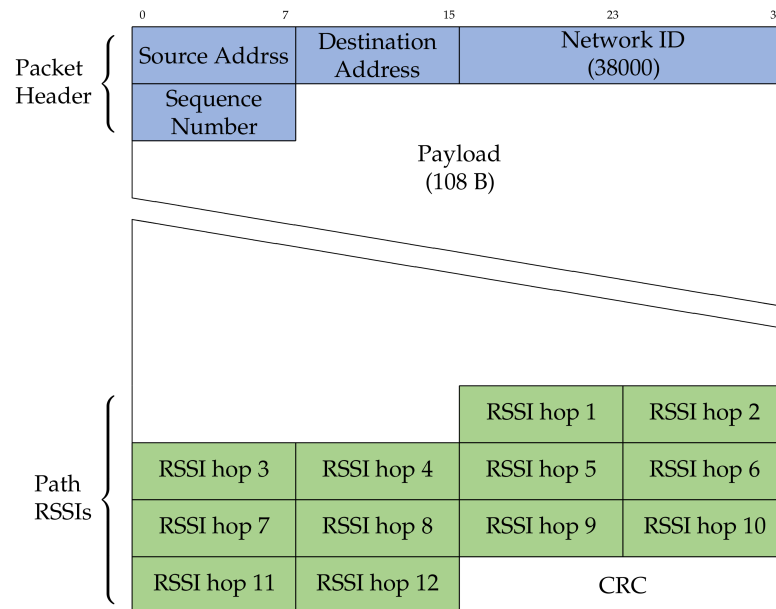 0 7 15 23 3
Packet
Header
Source Addrss
Destination
Address
Network ID
(38000)
Sequence
Number
Payload
(108 B)
Path
RSSIs
RSSI hop 1 RSSI hop 2
RSSI hop 3 RSSI hop 4 RSSI hop 5 RSSI hop 6
RSSI hop 7 RSSI hop 8 RSSI hop 9 RSSI hop 10
RSSI hop 11 RSSI hop 12 CRC